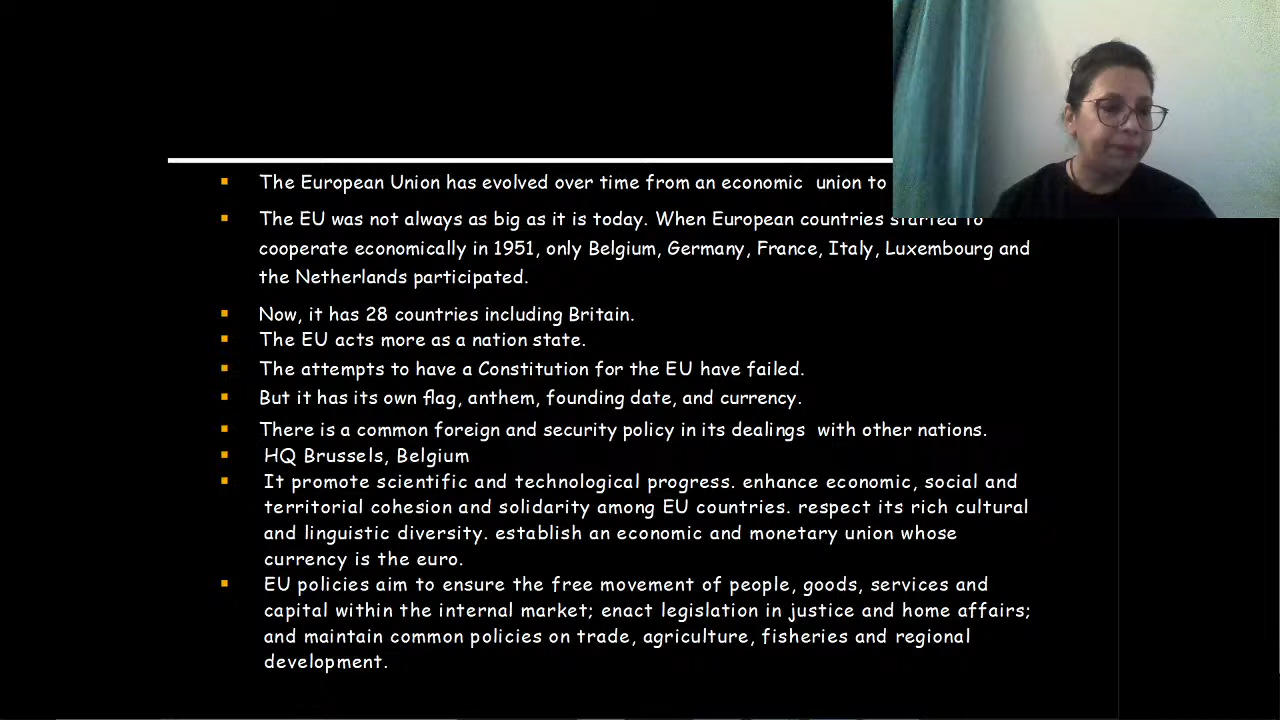 The European Union has evolved over time from an economic union to
The EU was not always as big as it is today. When European countries started to
cooperate economically in 1951, only Belgium, Germany, France, Italy, Luxembourg and
the Netherlands participated.
Now, it has 28 countries including Britain.
The EU acts more as a nation state.
The attempts to have a Constitution for the EU have failed.
But it has its own flag, anthem, founding date, and currency.
There is a common foreign and security policy in its dealings with other nations.
HQ Brussels, Belgium
It promote scientific and technological progress. enhance economic, social and
territorial cohesion and solidarity among EU countries. respect its rich cultural
and linguistic diversity. establish an economic and monetary union whose
currency is the euro.
EU policies aim to ensure the free movement of people, goods, services and
capital within the internal market; enact legislation in justice and home affairs;
and maintain common policies on trade, agriculture, fisheries and regional
development.